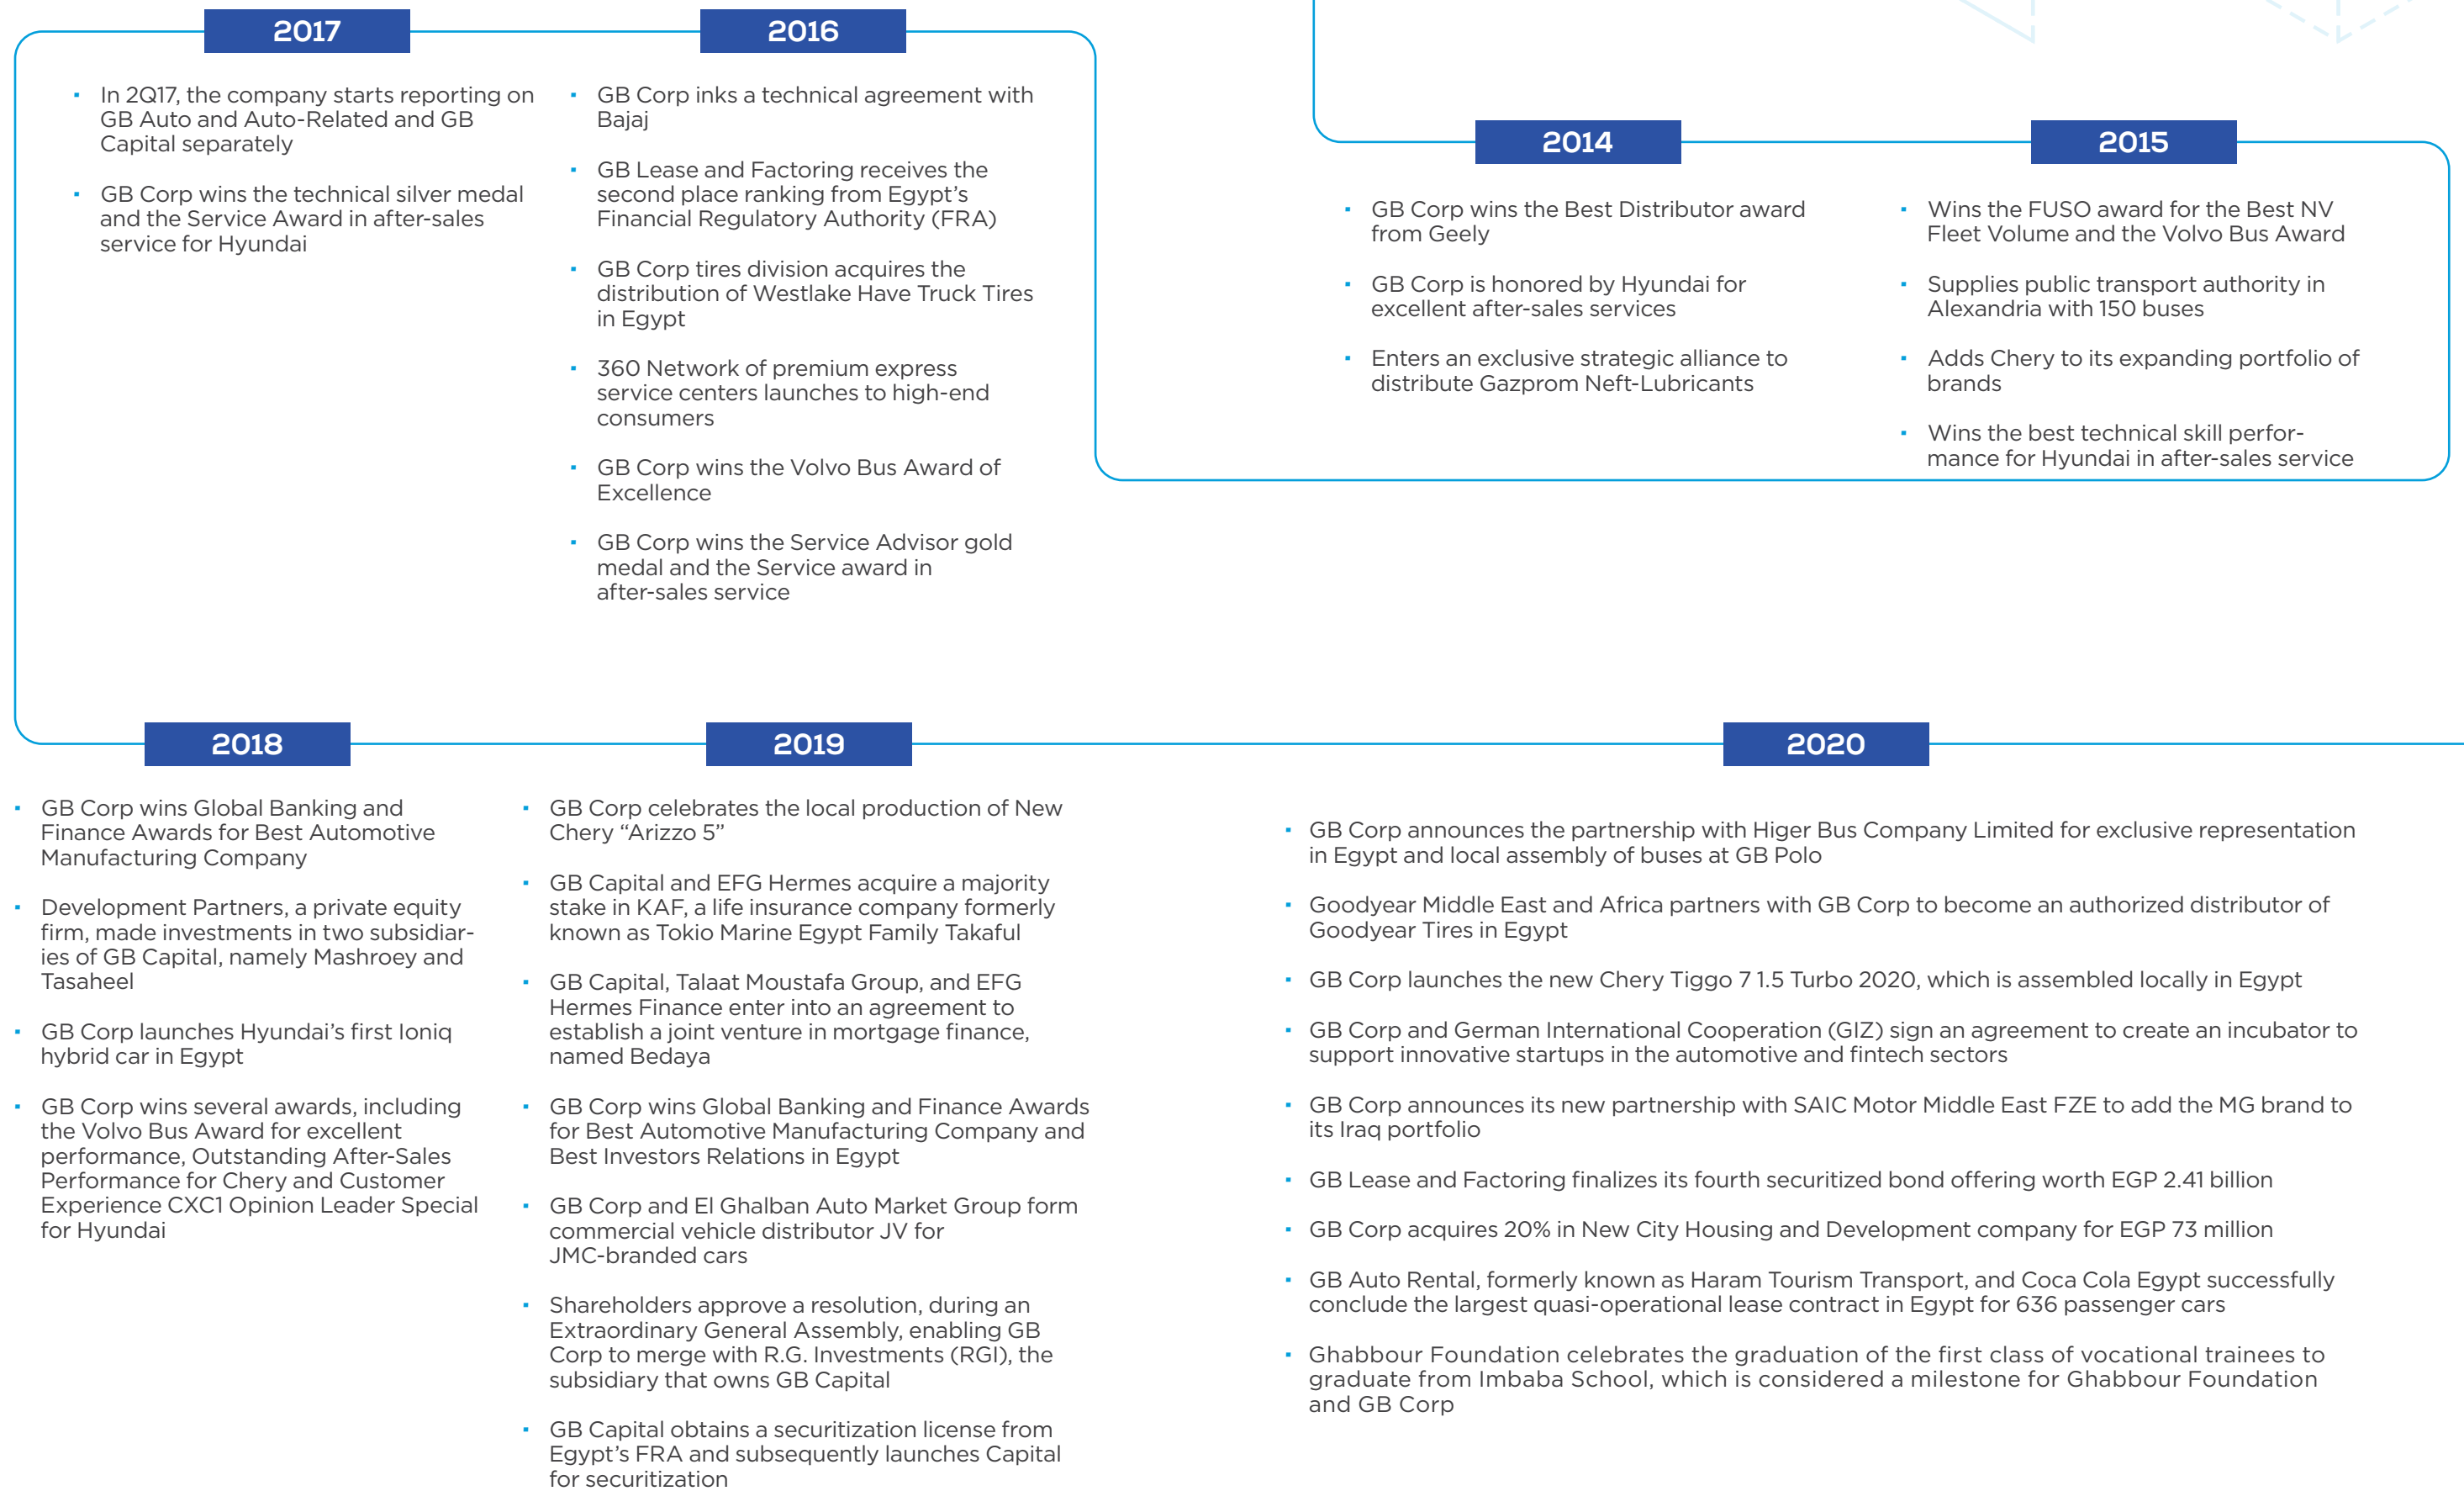 2014
▪ GB Corp wins the Best Distributor award
from Geely
▪ GB Corp is honored by Hyundai for
excellent after-sales services
▪ Enters an exclusive strategic alliance to
distribute Gazprom Neft-Lubricants
2015
▪ Wins the FUSO award for the Best NV
Fleet Volume and the Volvo Bus Award
▪ Supplies public transport authority in
Alexandria with 150 buses
▪ Adds Chery to its expanding portfolio of
brands
▪ Wins the best technical skill perfor-
mance for Hyundai in after-sales service
2016
▪ GB Corp inks a technical agreement with
Bajaj
▪ GB Lease and Factoring receives the
second place ranking from Egypt’s
Financial Regulatory Authority (FRA)
▪ GB Corp tires division acquires the
distribution of Westlake Have Truck Tires
in Egypt
▪ 360 Network of premium express
service centers launches to high-end
consumers
▪ GB Corp wins the Volvo Bus Award of
Excellence
▪ GB Corp wins the Service Advisor gold
medal and the Service award in
after-sales service
2017
▪ In 2Q17, the company starts reporting on
GB Auto and Auto-Related and GB
Capital separately
▪ GB Corp wins the technical silver medal
and the Service Award in after-sales
service for Hyundai
2018
▪ GB Corp wins Global Banking and
Finance Awards for Best Automotive
Manufacturing Company
▪ Development Partners, a private equity
firm, made investments in two subsidiar-
ies of GB Capital, namely Mashroey and
Tasaheel
▪ GB Corp launches Hyundai’s first Ioniq
hybrid car in Egypt
▪ GB Corp wins several awards, including
the Volvo Bus Award for excellent
performance, Outstanding After-Sales
Performance for Chery and Customer
Experience CXC1 Opinion Leader Special
for Hyundai
2019
▪ GB Corp celebrates the local production of New
Chery “Arizzo 5”
▪ GB Capital and EFG Hermes acquire a majority
stake in KAF, a life insurance company formerly
known as Tokio Marine Egypt Family Takaful
▪ GB Capital, Talaat Moustafa Group, and EFG
Hermes Finance enter into an agreement to
establish a joint venture in mortgage finance,
named Bedaya
▪ GB Corp wins Global Banking and Finance Awards
for Best Automotive Manufacturing Company and
Best Investors Relations in Egypt
▪ GB Corp and El Ghalban Auto Market Group form
commercial vehicle distributor JV for
JMC-branded cars
▪ Shareholders approve a resolution, during an
Extraordinary General Assembly, enabling GB
Corp to merge with R.G. Investments (RGI), the
subsidiary that owns GB Capital
▪ GB Capital obtains a securitization license from
Egypt’s FRA and subsequently launches Capital
for securitization
2020
▪ GB Corp announces the partnership with Higer Bus Company Limited for exclusive representation
in Egypt and local assembly of buses at GB Polo
▪ Goodyear Middle East and Africa partners with GB Corp to become an authorized distributor of
Goodyear Tires in Egypt
▪ GB Corp launches the new Chery Tiggo 7 1.5 Turbo 2020, which is assembled locally in Egypt
▪ GB Corp and German International Cooperation (GIZ) sign an agreement to create an incubator to
support innovative startups in the automotive and fintech sectors
▪ GB Corp announces its new partnership with SAIC Motor Middle East FZE to add the MG brand to
its Iraq portfolio
▪ GB Lease and Factoring finalizes its fourth securitized bond offering worth EGP 2.41 billion
▪ GB Corp acquires 20% in New City Housing and Development company for EGP 73 million
▪ GB Auto Rental, formerly known as Haram Tourism Transport, and Coca Cola Egypt successfully
conclude the largest quasi-operational lease contract in Egypt for 636 passenger cars
▪ Ghabbour Foundation celebrates the graduation of the first class of vocational trainees to
graduate from Imbaba School, which is considered a milestone for Ghabbour Foundation
and GB Corp